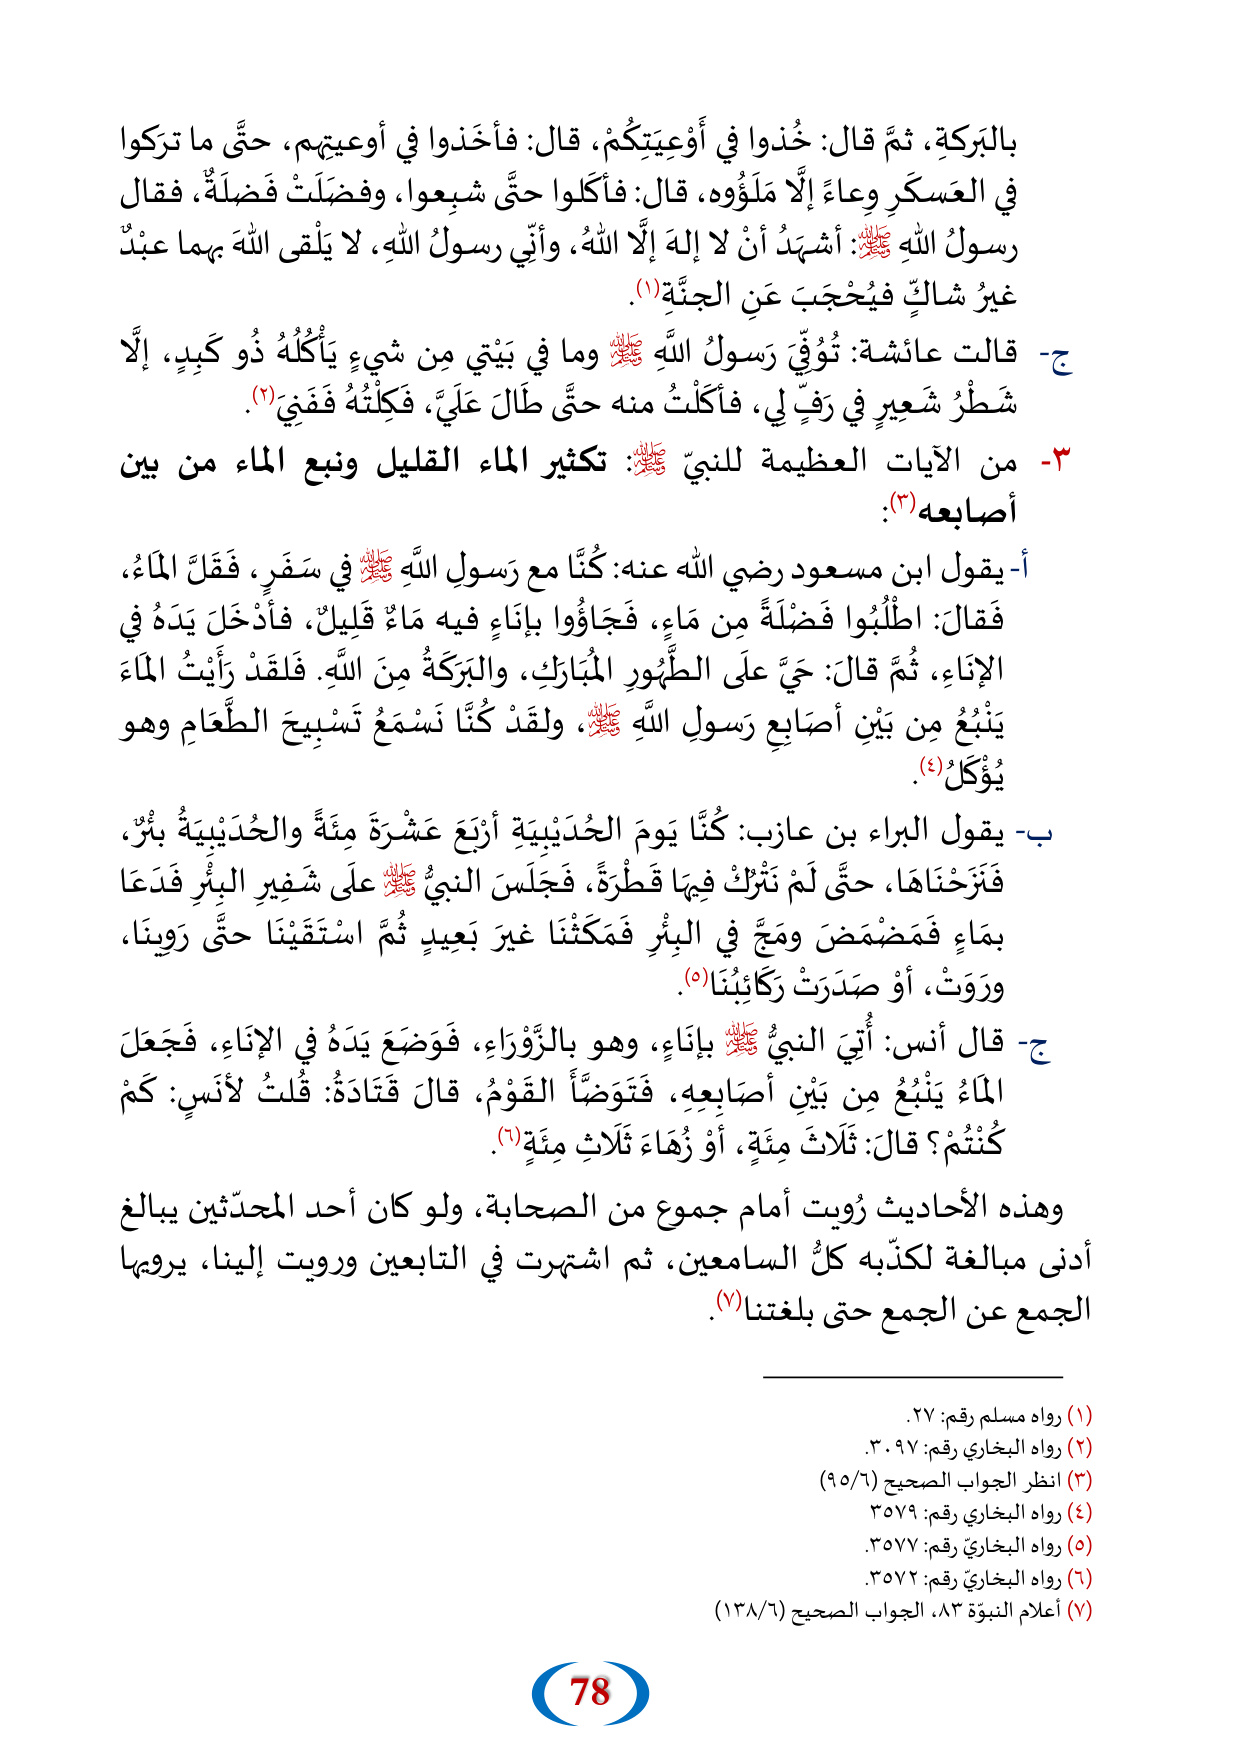 بالبَركةِ، ثمَّ قال: خُذوا في أَوْعِيَتِكُمْ، قال: فأخَذوا في أوعيتِهم، حتَّى ما ترَكوا
في العَسكَرِ وِعاءً إلَّا مَلَؤُوه، قال: فأكَلوا حتَّى شبِعوا، وفضَلَتْ فَضلَةٌ، فقال
رسولُ اللهِ ﷺ: أشهَدُ أنْ لا إلهَ إلَّا اللهُ، وأنِّي رسولُ اللهِ، لا يَلْقى اللهَ بهما عبْدٌ
غيرُ شاكٍّ فيُحْجَبَ عَنِ الجنَّةِ(١).
ج- قالت عائشة: تُوُفِّيَ رَسولُ اللَّهِ ﷺ وما في بَيْتي مِن شيءٍ يَأْكُلُهُ ذُو كَبِدٍ، إلَّا
شَطْرُ شَعِيرٍ في رَفٍّ لِي، فأكَلْتُ منه حتَّى طَالَ عَلَيَّ، فَكِلْتُهُ فَفَنِيَ(٢).
٣- من الآيات العظيمة للنبيّ ﷺ: تكثير الماء القليل ونبع الماء من بين
أصابعه(٣):
أ- يقول ابن مسعود رضي الله عنه: كُنَّا مع رَسولِ اللَّهِ ﷺ في سَفَرٍ، فَقَلَّ المَاءُ،
فَقالَ: اطْلُبُوا فَضْلَةً مِن مَاءٍ، فَجَاؤُوا بإنَاءٍ فيه مَاءٌ قَلِيلٌ، فأدْخَلَ يَدَهُ في
الإنَاءِ، ثُمَّ قالَ: حَيَّ علَى الطَّهُورِ المُبَارَكِ، والبَرَكَةُ مِنَ اللَّهِ. فَلقَدْ رَأَيْتُ المَاءَ
يَنْبُعُ مِن بَيْنِ أصَابِعِ رَسولِ اللَّهِ ﷺ، ولقَدْ كُنَّا نَسْمَعُ تَسْبِيحَ الطَّعَامِ وهو
يُؤْكَلُ(٤).
ب- يقول البراء بن عازب: كُنَّا يَومَ الحُدَيْبِيَةِ أرْبَعَ عَشْرَةَ مِئَةً والحُدَيْبِيَةُ بئْرٌ،
فَنَزَحْنَاهَا، حتَّى لَمْ نَتْرُكْ فِيهَا قَطْرَةً، فَجَلَسَ النبيُّ ﷺ علَى شَفِيرِ البِئْرِ فَدَعَا
بمَاءٍ فَمَضْمَضَ ومَجَّ في البِئْرِ فَمَكَثْنَا غيرَ بَعِيدٍ ثُمَّ اسْتَقَيْنَا حتَّى رَوِينَا،
ورَوَتْ، أوْ صَدَرَتْ رَكَائِبُنَا(٥).
ج- قال أنس: أُتِيَ النبيُّ ﷺ بإنَاءٍ، وهو بالزَّوْرَاءِ، فَوَضَعَ يَدَهُ في الإنَاءِ، فَجَعَلَ
المَاءُ يَنْبُعُ مِن بَيْنِ أصَابِعِهِ، فَتَوَضَّأَ القَوْمُ، قالَ قَتَادَةُ: قُلتُ لأنَسٍ: كَمْ
كُنْتُمْ؟ قالَ: ثَلَاثَ مِئَةٍ، أوْ زُهَاءَ ثَلَاثِ مِئَةٍ(٦).
وهذه الأحاديث رُويت أمام جموع من الصحابة، ولو كان أحد المحدّثين يبالغ
أدنى مبالغة لكذّبه كلُّ السامعين، ثم اشتهرت في التابعين ورويت إلينا، يرويها
الجمع عن الجمع حتى بلغتنا(٧).
(١) رواه مسلم رقم: ٢٧.
(٢) رواه البخاري رقم: ٣٠٩٧.
(٣) انظر الجواب الصحيح (٩٥/٦)
(٤) رواه البخاري رقم: ٣٥٧٩
(٥) رواه البخاريّ رقم: ٣٥٧٧.
(٦) رواه البخاريّ رقم: ٣٥٧٢.
(٧) أعلام النبوّة ٨٣، الجواب الصحيح (١٣٨/٦)
78